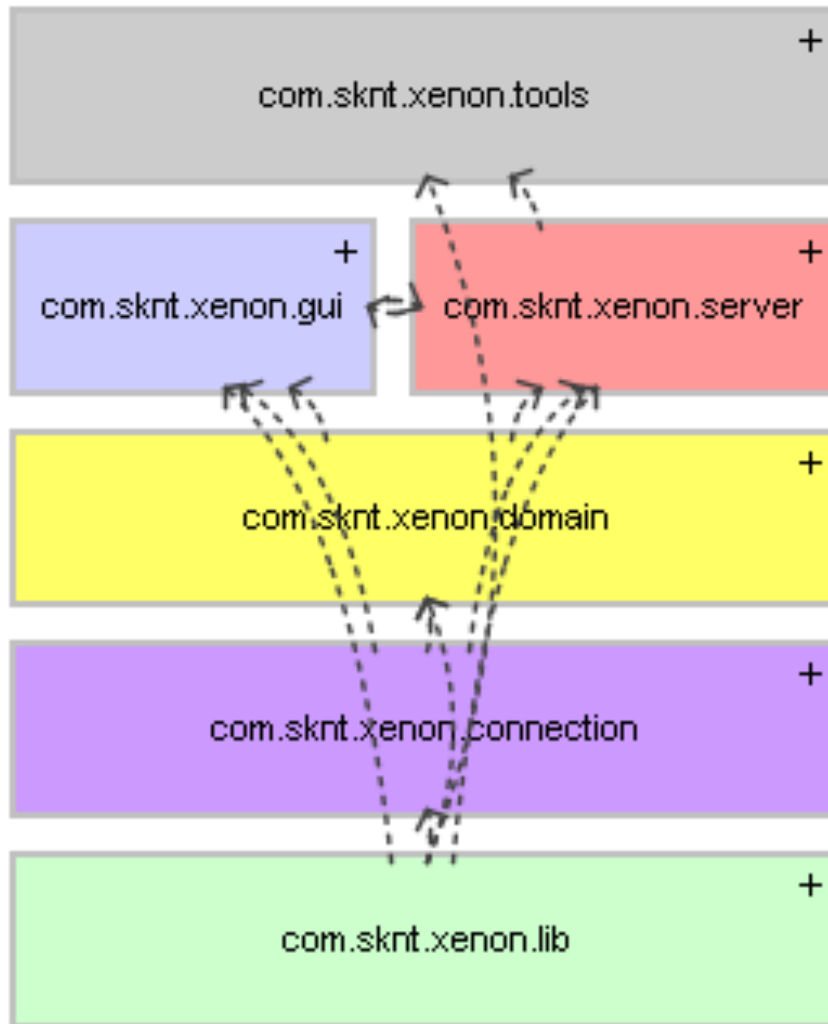 +
com.sknt.xenon.tools
+
com.sknt.xenon.gui
+
com.sknt.xenon.server
+
com.sknt.xenon.domain
+
com.sknt.xenon.connection
+
com.sknt.xenon.lib